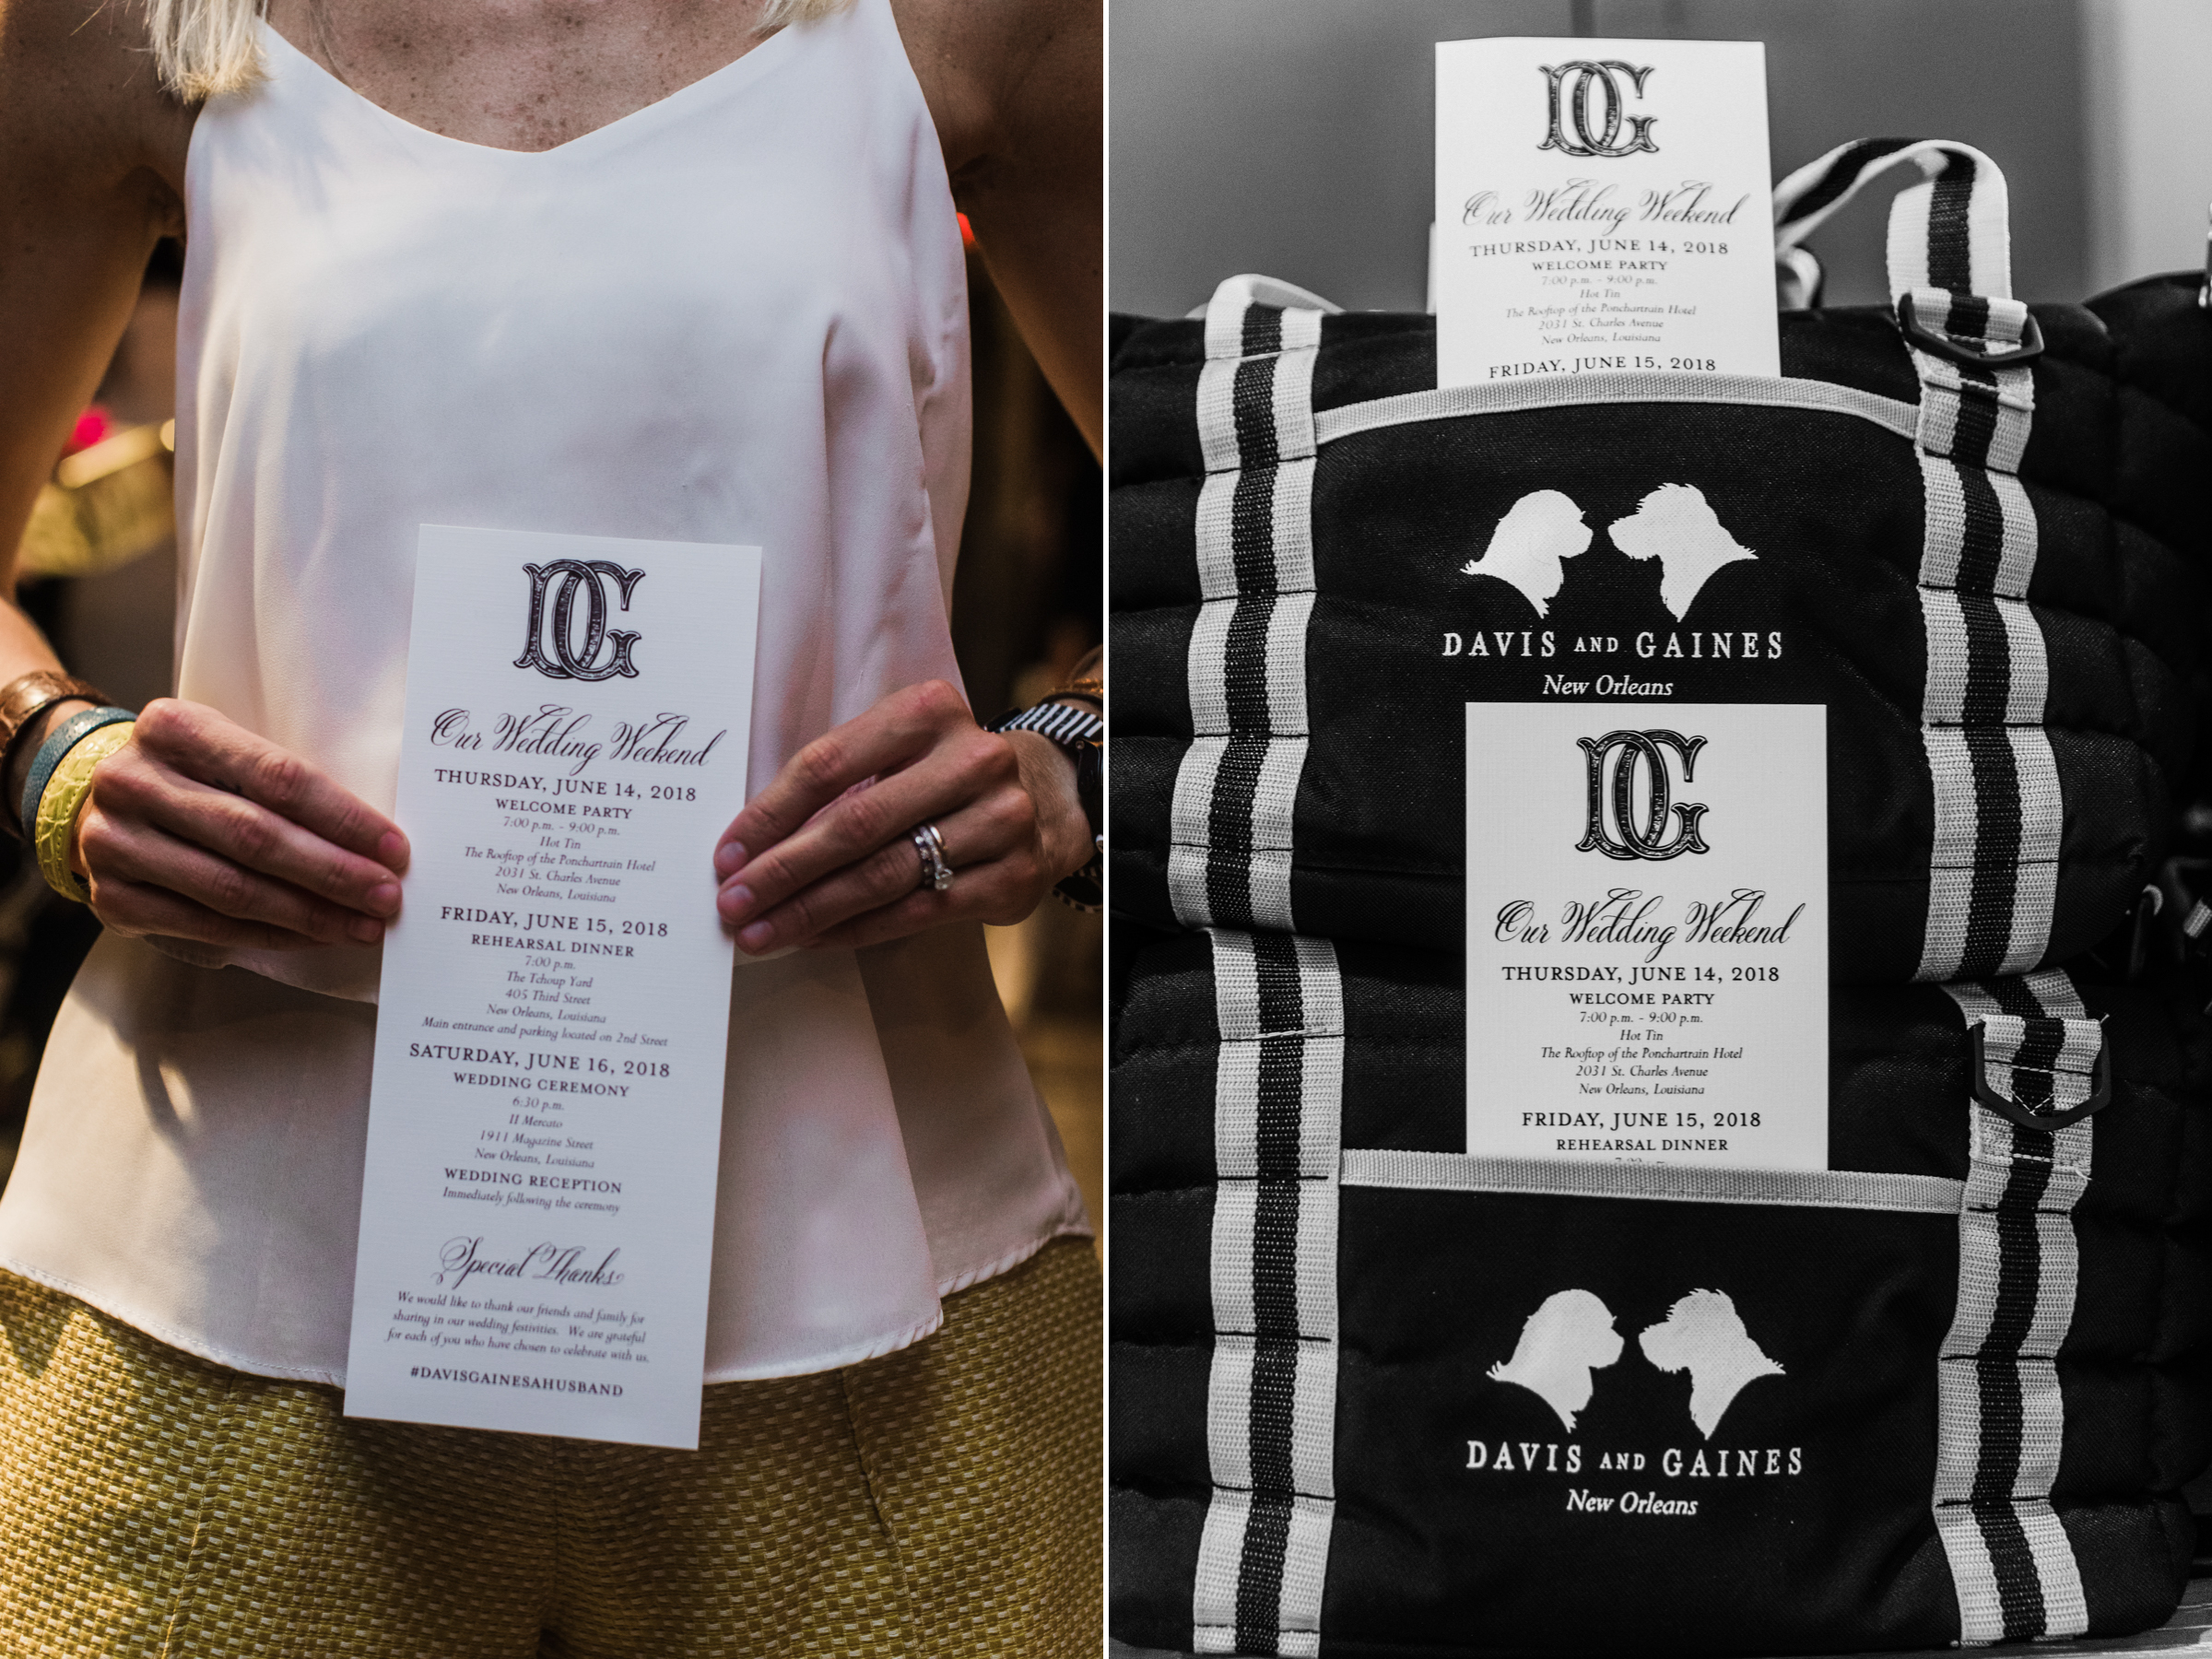 DG
Our Wedding Weekend
THURSDAY, JUNE 14, 2018
WELCOME PARTY
7:00 p.m. - 9:00 p.m.
Hot Tin
The Rooftop of the Ponchartrain Hotel
2031 St. Charles Avenue
New Orleans, Louisiana
FRIDAY, JUNE 15, 2018
REHEARSAL DINNER
7:00 p.m.
The Tchoup Yard
405 Third Street
New Orleans, Louisiana
Main entrance and parking located on 2nd Street
SATURDAY, JUNE 16, 2018
WEDDING CEREMONY
6:30 p.m.
Il Mercato
1911 Magazine Street
New Orleans, Louisiana
WEDDING RECEPTION
Immediately following the ceremony
Special Thanks
We would like to thank our friends and family for
sharing in our wedding festivities. We are grateful
for each of you who have chosen to celebrate with us.
#DAVISGAINESAHUSBAND
DG
Our Wedding Weekend
THURSDAY, JUNE 14, 2018
WELCOME PARTY
7:00 p.m. - 9:00 p.m.
Hot Tin
The Rooftop of the Ponchartrain Hotel
2031 St. Charles Avenue
New Orleans, Louisiana
FRIDAY, JUNE 15, 2018
DAVIS AND GAINES
New Orleans
DG
Our Wedding Weekend
THURSDAY, JUNE 14, 2018
WELCOME PARTY
7:00 p.m. - 9:00 p.m.
Hot Tin
The Rooftop of the Ponchartrain Hotel
2031 St. Charles Avenue
New Orleans, Louisiana
FRIDAY, JUNE 15, 2018
REHEARSAL DINNER
DAVIS AND GAINES
New Orleans